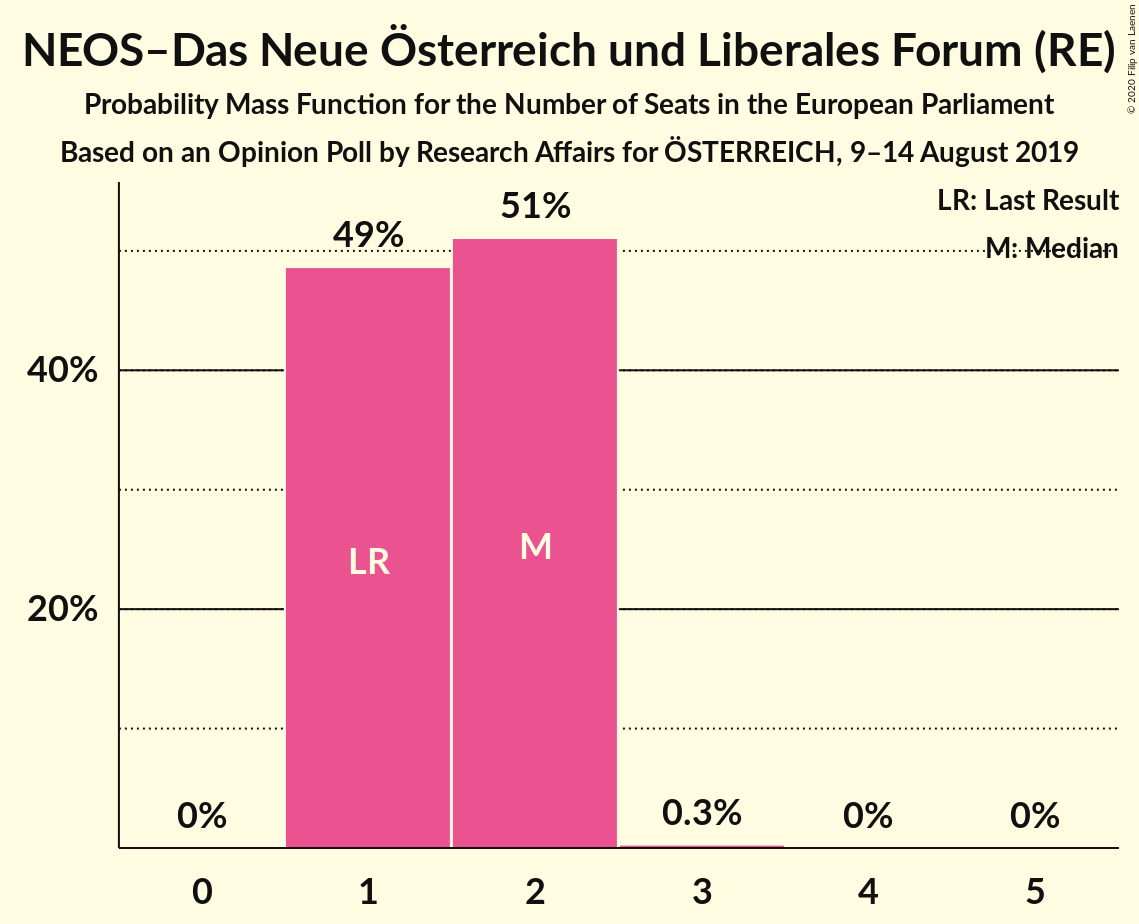 NEOS–Das Neue Österreich und Liberales Forum (RE)
Probability Mass Function for the Number of Seats in the European Parliament
Based on an Opinion Poll by Research Affairs for ÖSTERREICH, 9–14 August 2019
© 2020 Filip van Laenen
LR: Last Result
M: Median
51%
49%
40%
20%
LR
M
0%
0.3%
0%
0%
0
1
2
3
4
5